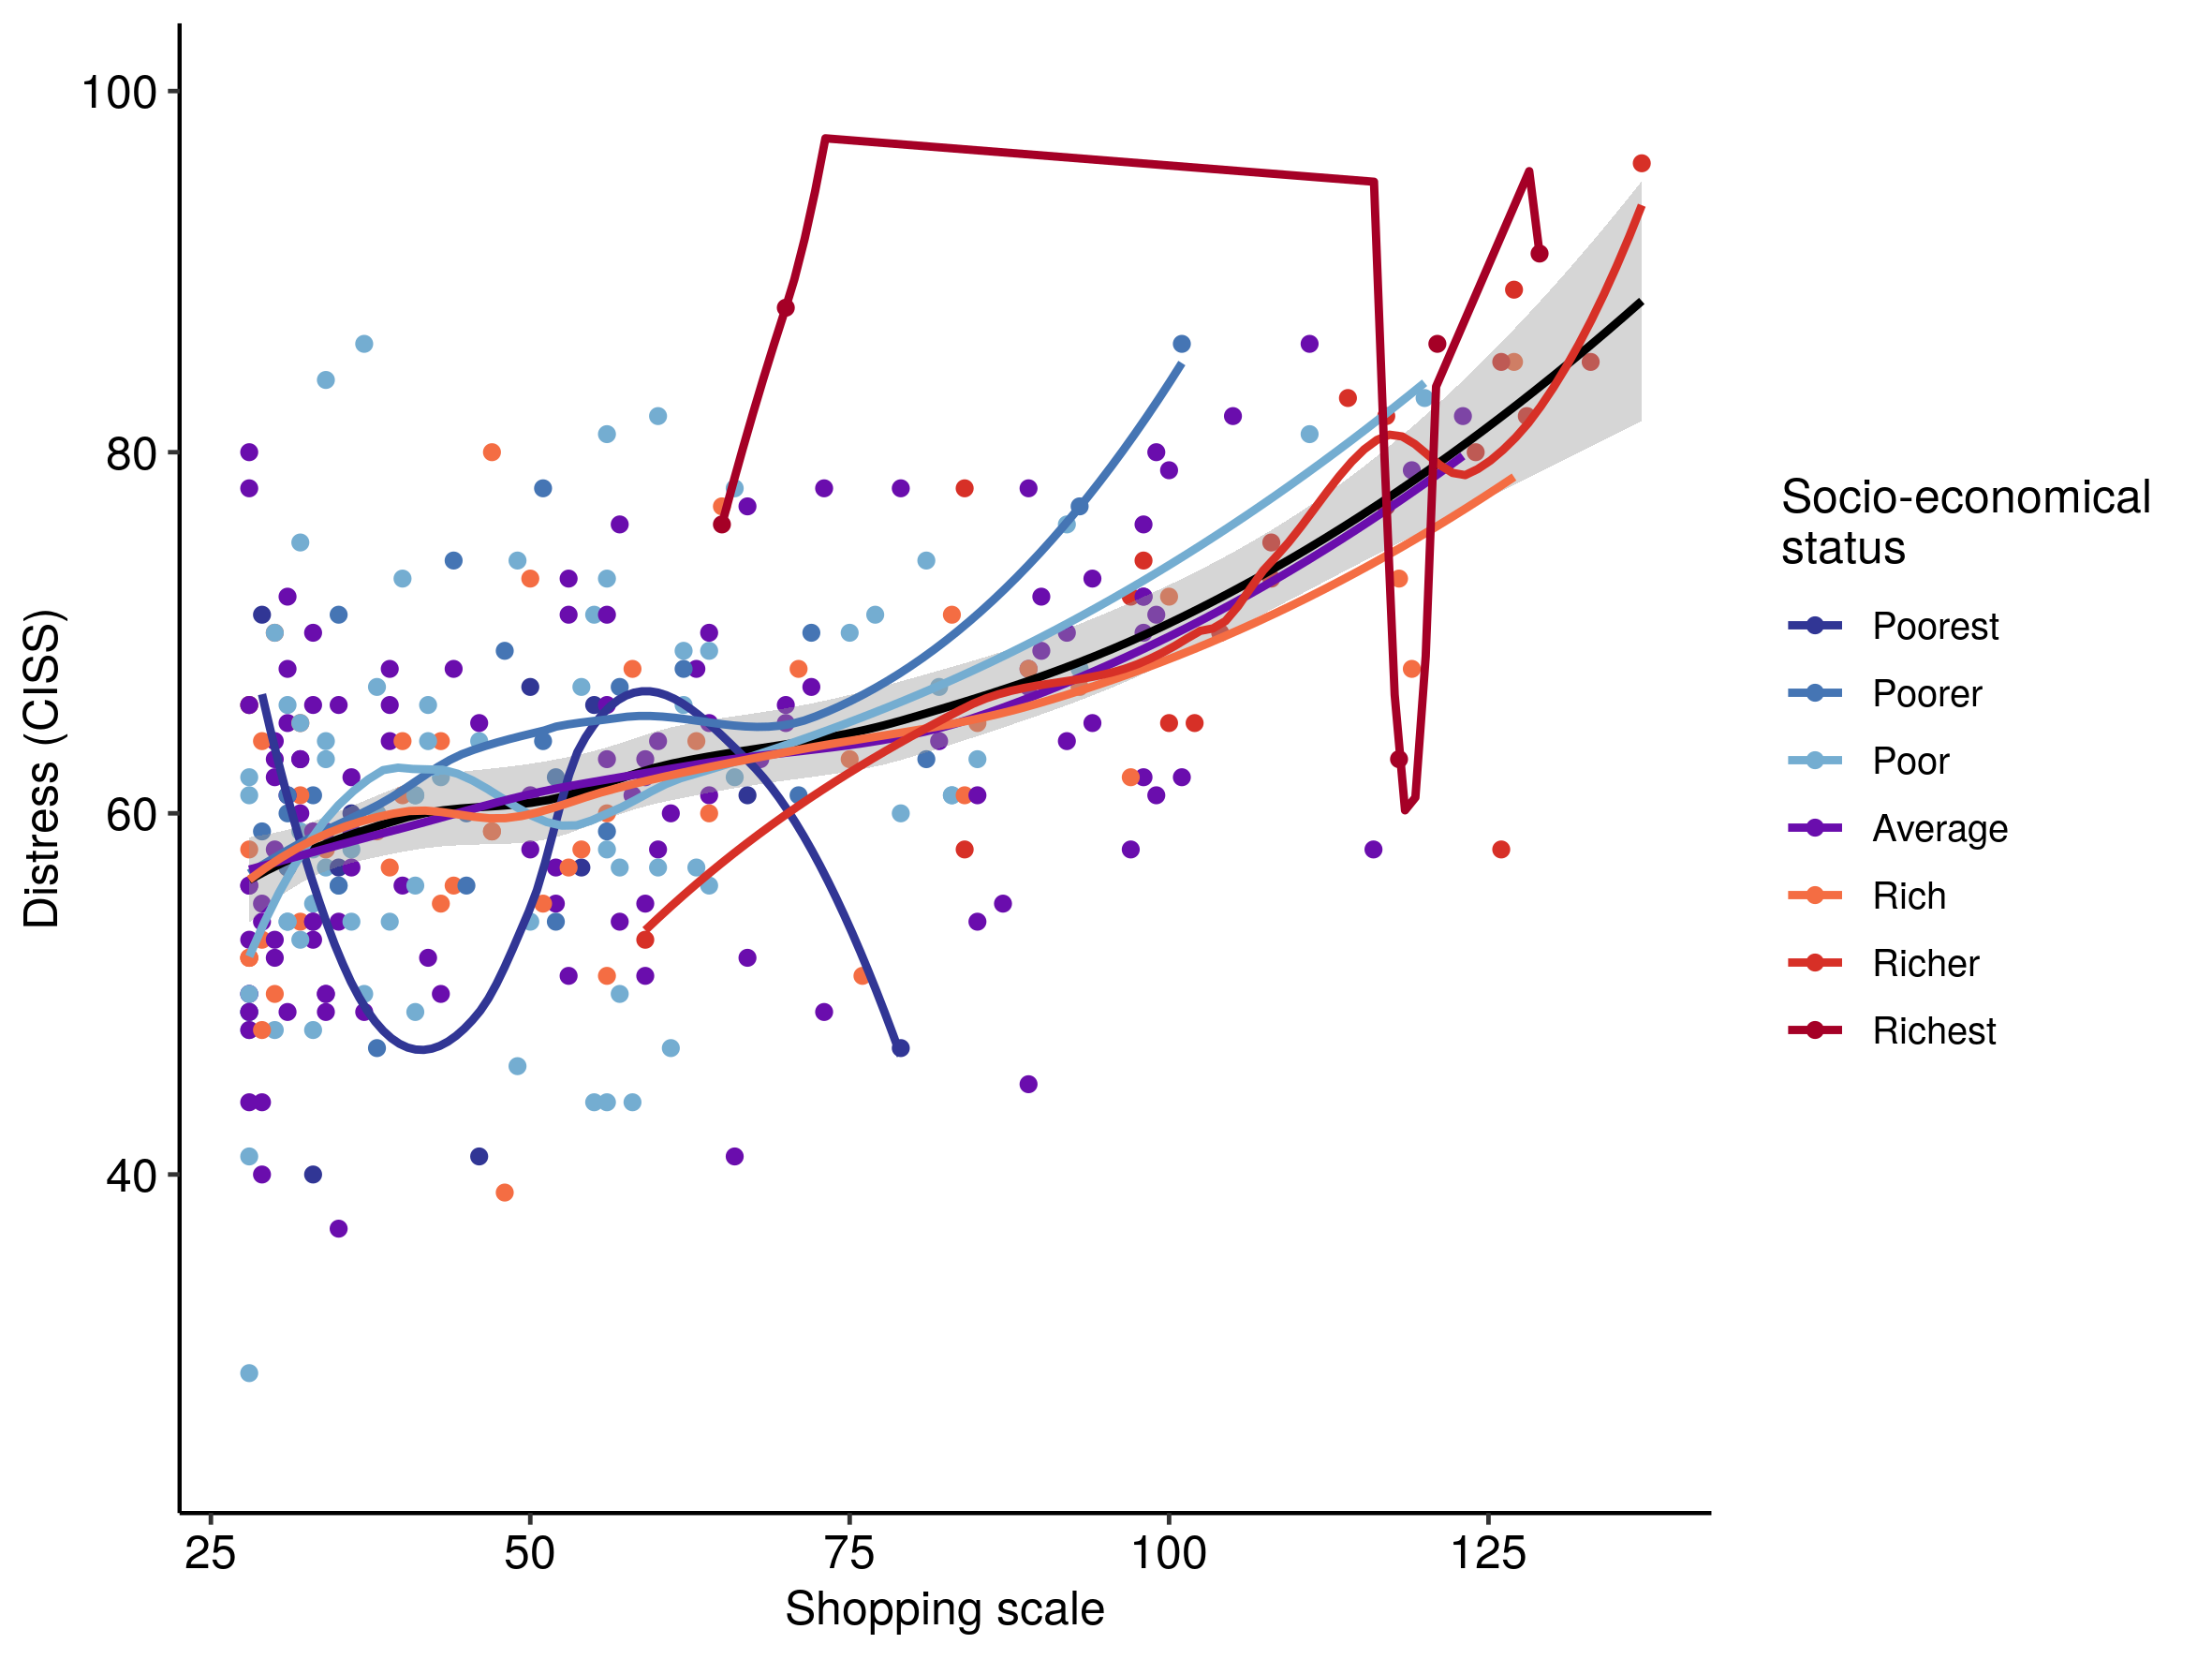 100
80
60
40
Distress (CISS)
25 50 75 100 125
Shopping scale
Socio-economical
status
Poorest
Poorer
Poor
Average
Rich
Richer
Richest